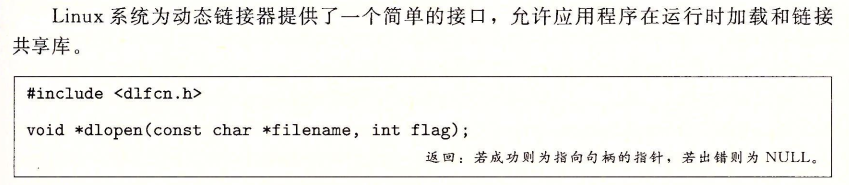 Linux 系统为动态链接器提供了一个简单的接口，允许应用程序在运行时加载和链接
共享库。
#include <dlfcn.h>
void *dlopen(const char *filename, int flag);
返回：若成功则为指向句柄的指针，若出错则为 NULL。